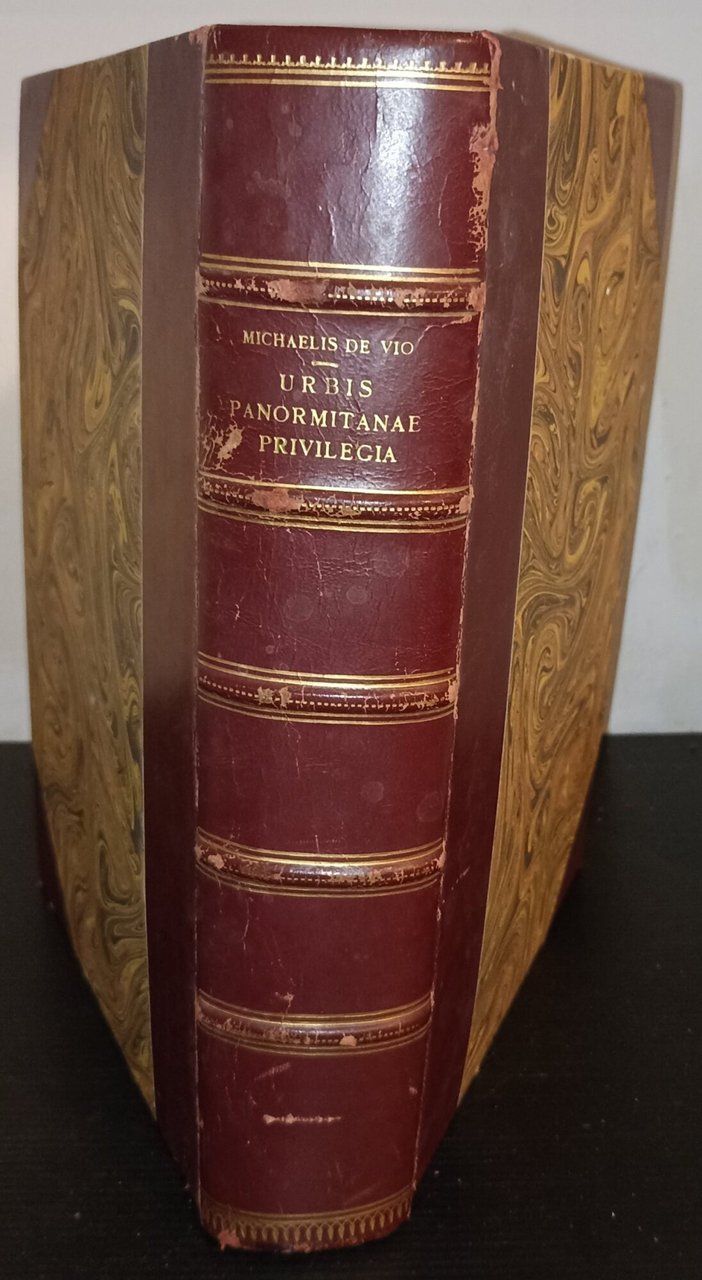 MICHAELIS DE VIO
URBIS
PANORMITANAE
PRIVILEGIA